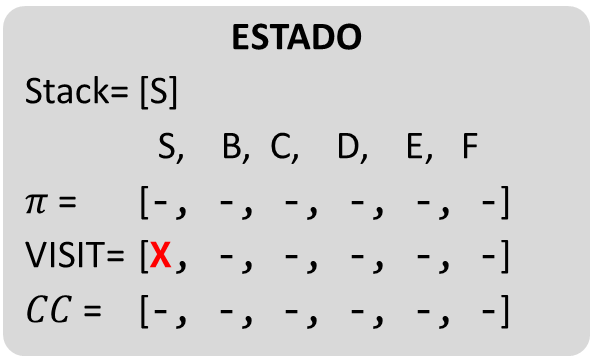 ESTADO
Stack= [S]
S, B, C, D, E, F
π = [-, -, -, -, -, -]
VISIT= [X, -, -, -, -, -]
CC = [-, -, -, -, -, -]